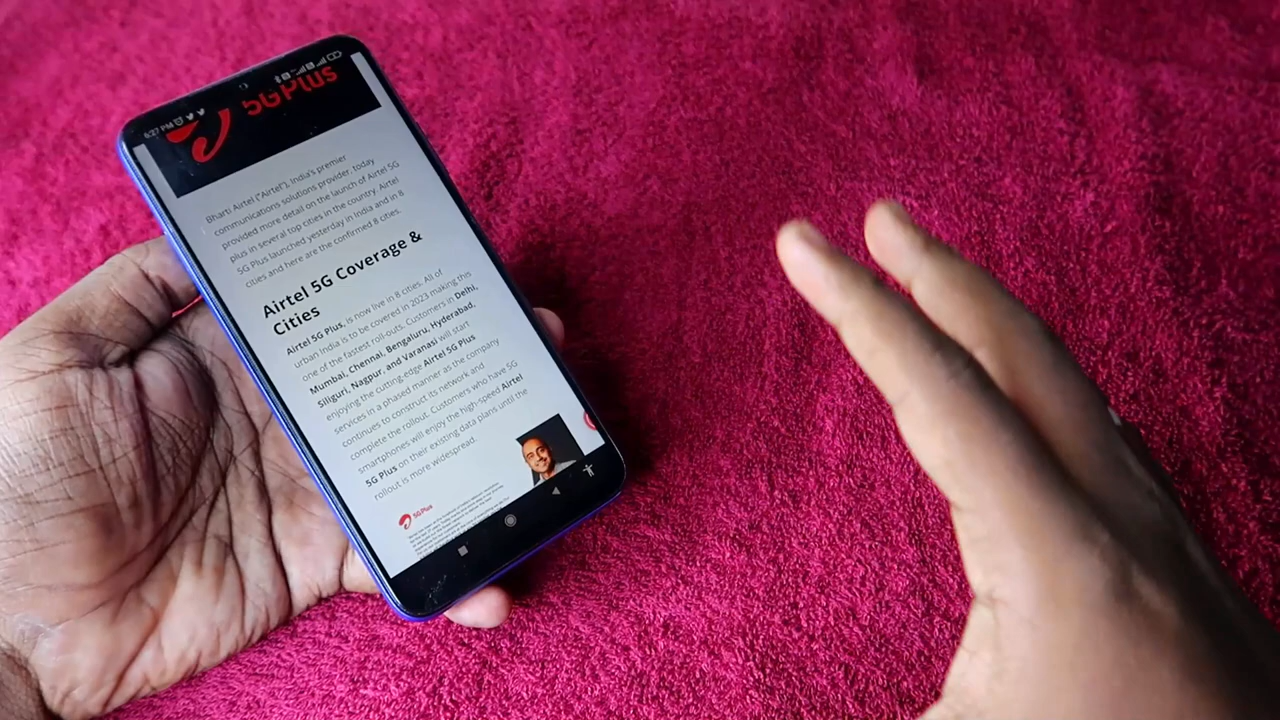 6:27 PM
5G Plus
Bharti Airtel ("Airtel"), India's premier
communications solutions provider, today
provided more detail on the launch of Airtel 5G
plus in several top cities in the country. Airtel
5G Plus launched yesterday in India and in 8
cities and here are the confirmed 8 cities.
Airtel 5G Coverage &
Cities
Airtel 5G Plus, is now live in 8 cities. All of
urban India is to be covered in 2023 making this
one of the fastest roll-outs. Customers in Delhi,
Mumbai, Chennai, Bengaluru, Hyderabad,
Siliguri, Nagpur, and Varanasi will start
enjoying the cutting-edge Airtel 5G Plus
services in a phased manner as the company
continues to construct its network and
complete the rollout. Customers who have 5G
smartphones will enjoy the high-speed Airtel
5G Plus on their existing data plans until the
rollout is more widespread.
5G Plus